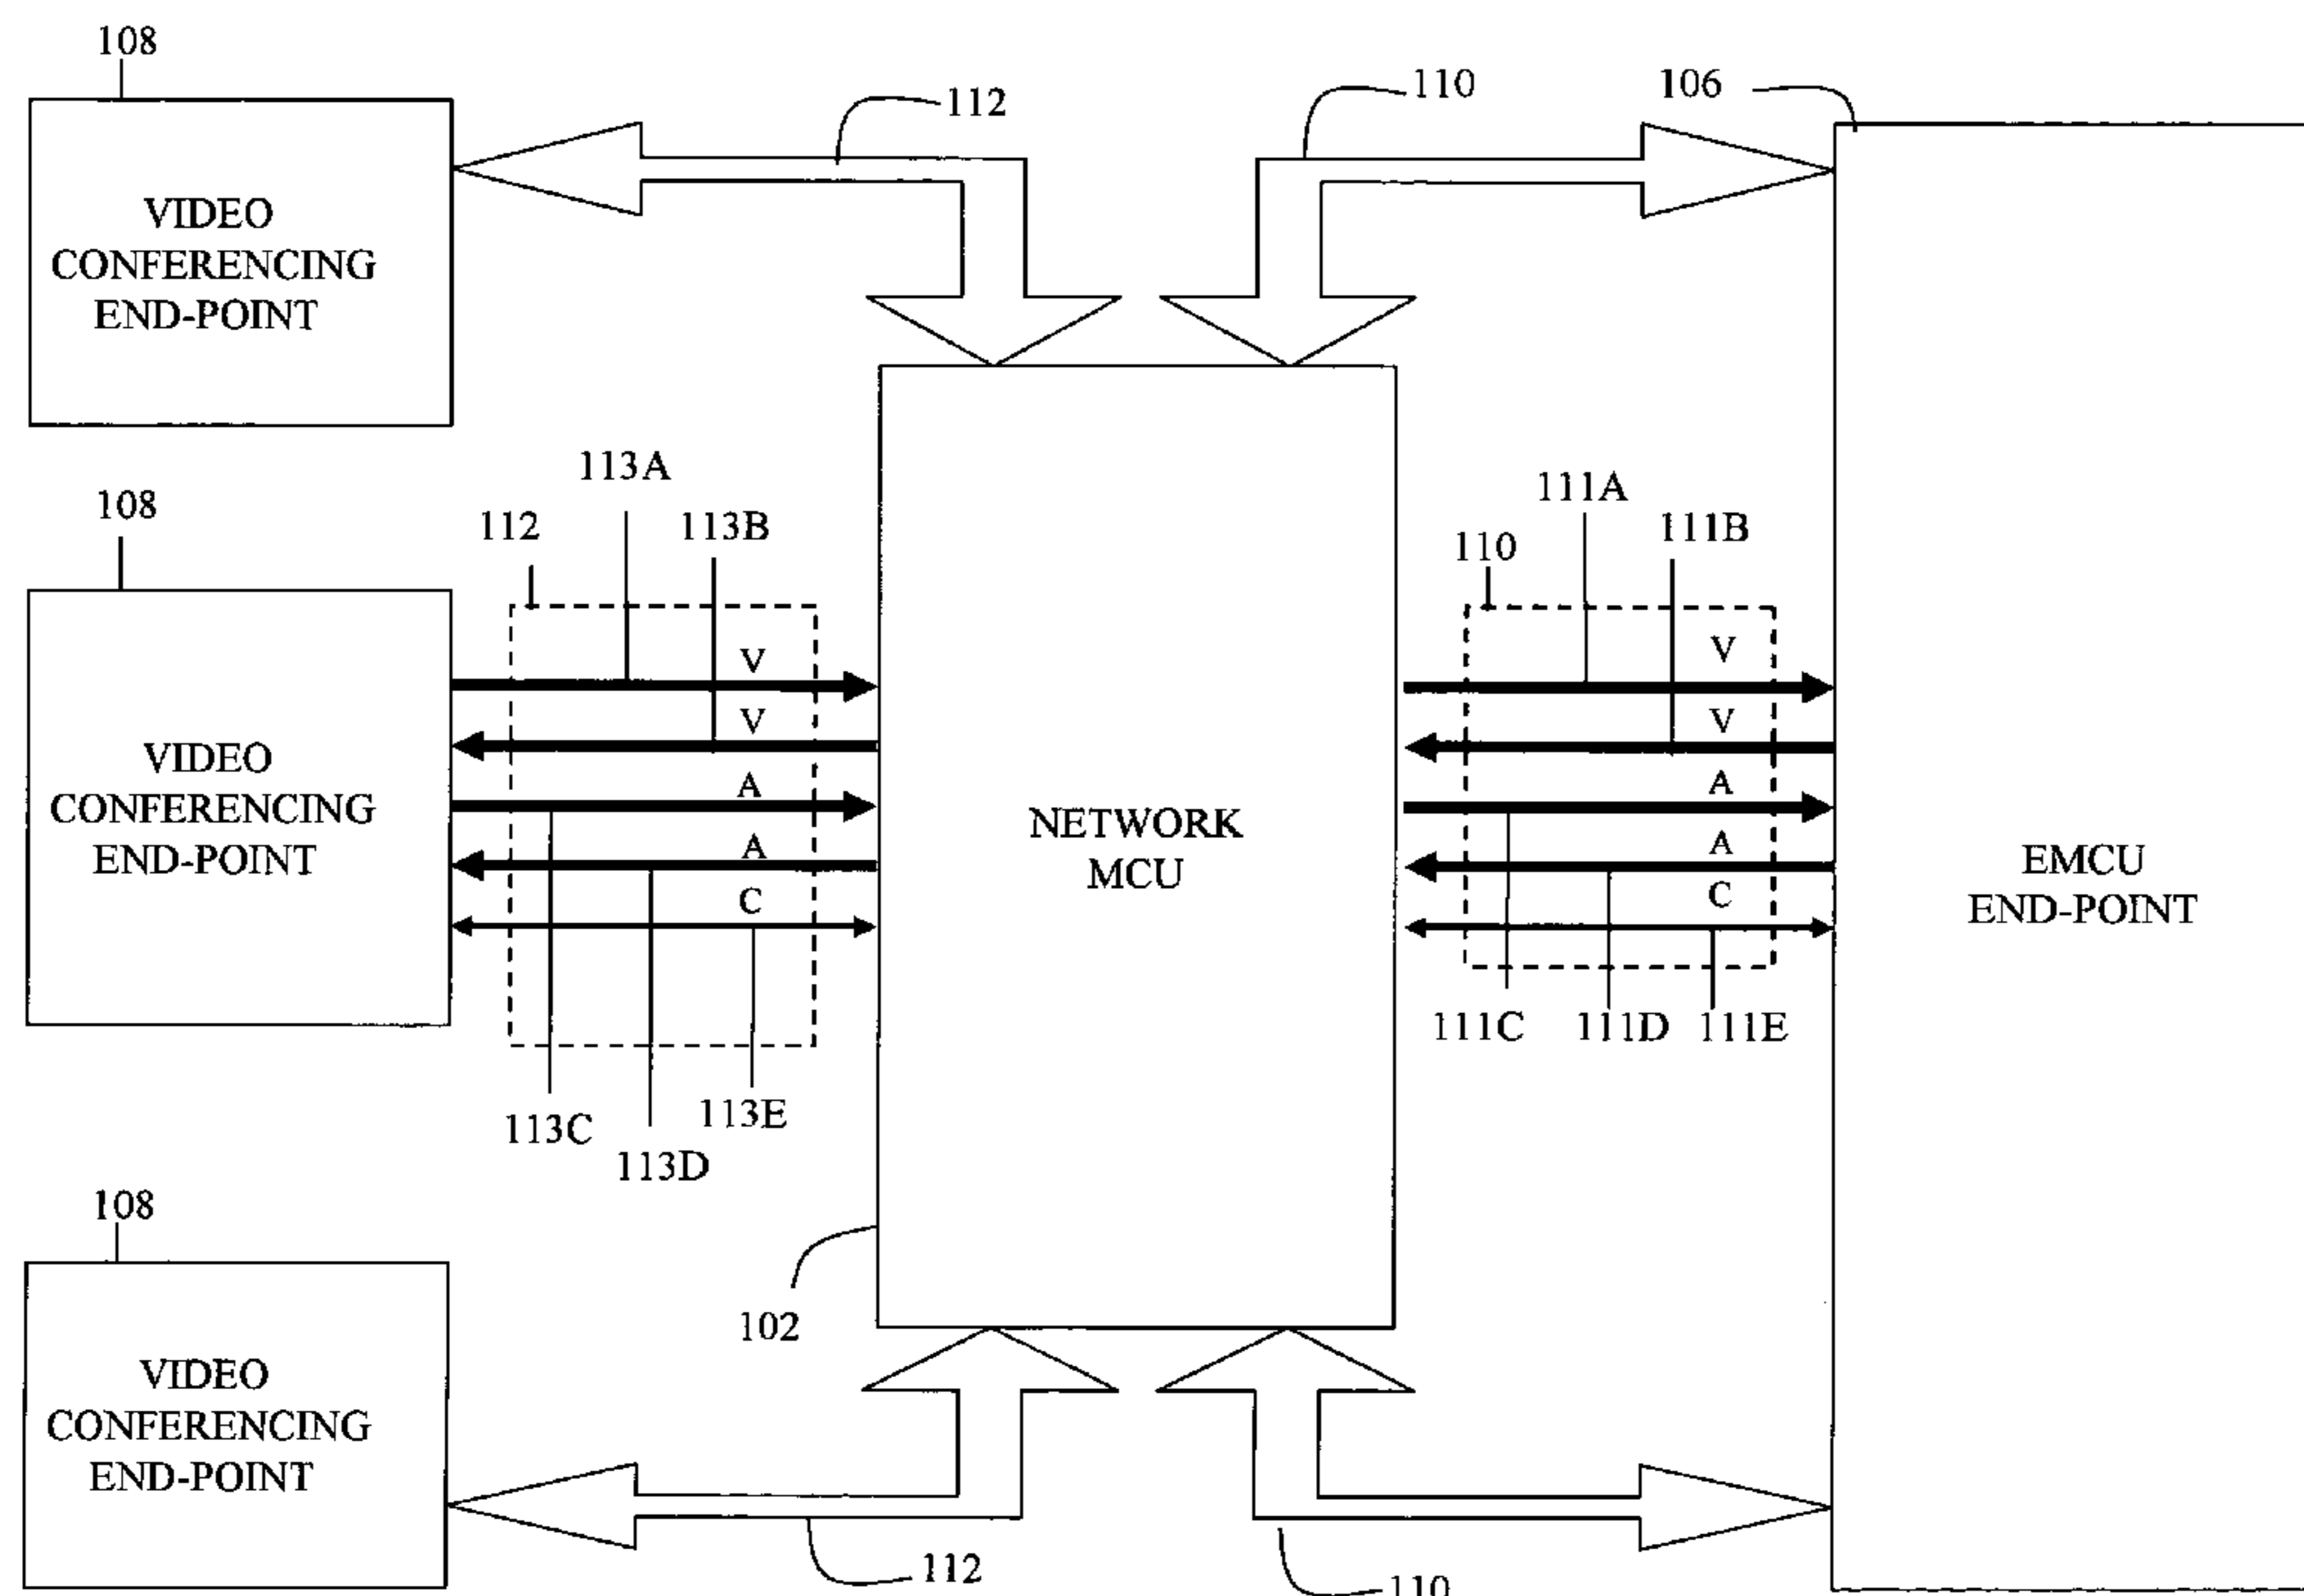 108
112
110
106
VIDEO
CONFERENCING
END-POINT
108
112
113A
113B
110
111A
111B
VIDEO
CONFERENCING
END-POINT
V
V
A
A
C
NETWORK
MCU
V
V
A
A
C
EMCU
END-POINT
113C
113D
113E
111C
111D
111E
108
102
VIDEO
CONFERENCING
END-POINT
112
110